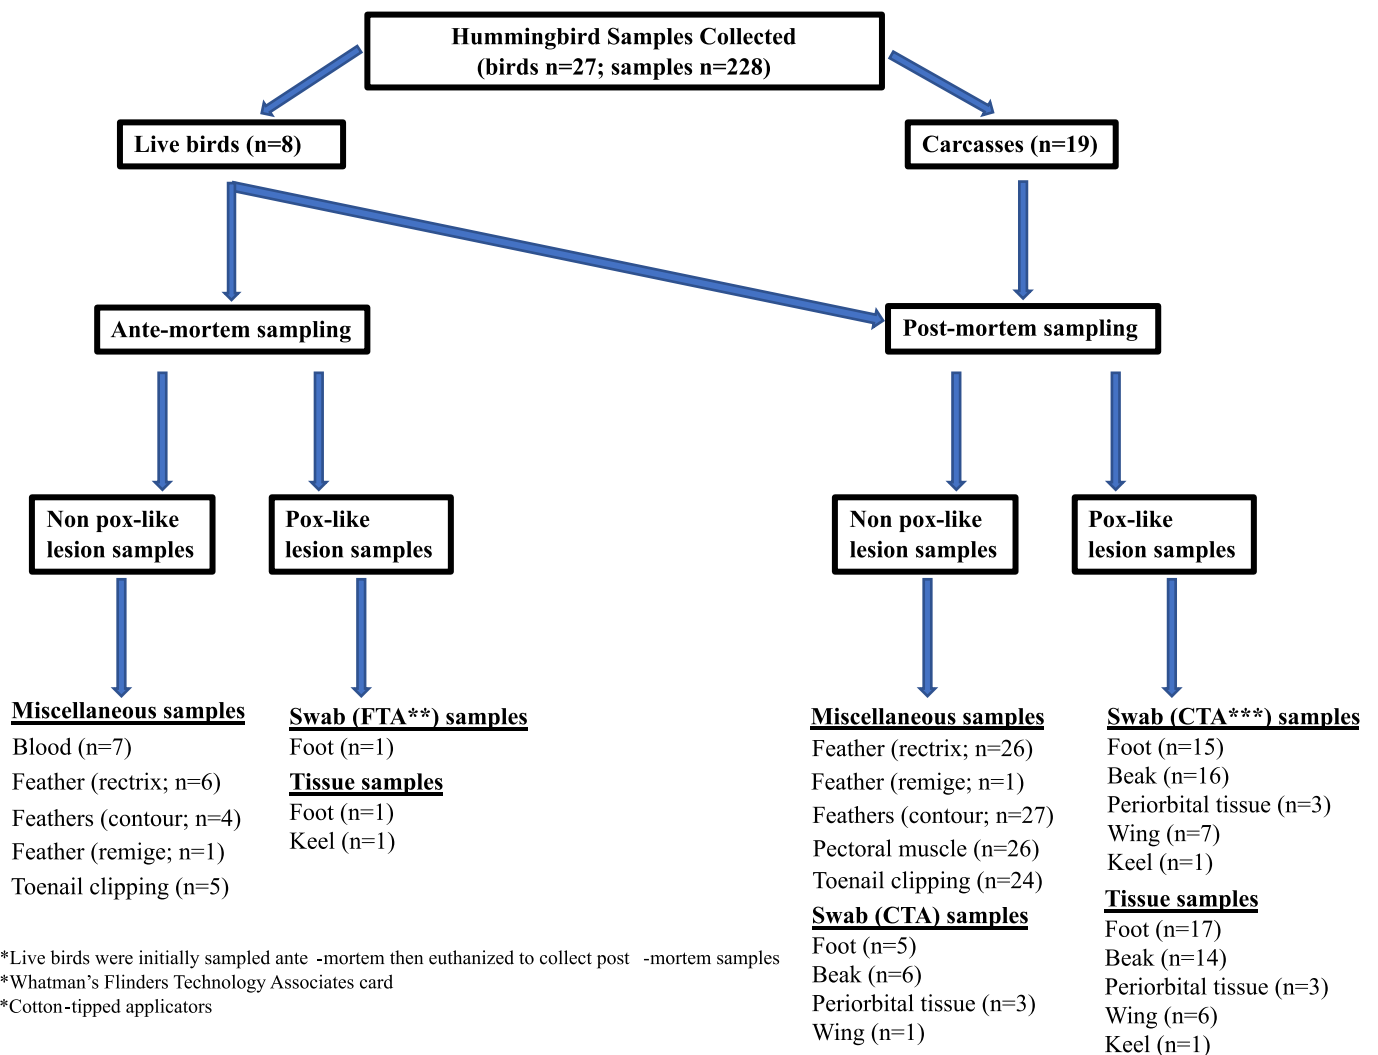 Hummingbird Samples Collected
(birds n=27; samples n=228)
Live birds (n=8)
Carcasses (n=19)
Ante-mortem sampling
Post-mortem sampling
Non pox-like
lesion samples
Pox-like
lesion samples
Non pox-like
lesion samples
Pox-like
lesion samples
Miscellaneous samples
Blood (n=7)
Feather (rectrix; n=6)
Feathers (contour; n=4)
Feather (remige; n=1)
Toenail clipping (n=5)
Swab (FTA**) samples
Foot (n=1)
Tissue samples
Foot (n=1)
Keel (n=1)
Miscellaneous samples
Feather (rectrix; n=26)
Feather (remige; n=1)
Feathers (contour; n=27)
Pectoral muscle (n=26)
Toenail clipping (n=24)
Swab (CTA) samples
Foot (n=5)
Beak (n=6)
Periorbital tissue (n=3)
Wing (n=1)
Swab (CTA***) samples
Foot (n=15)
Beak (n=16)
Periorbital tissue (n=3)
Wing (n=7)
Keel (n=1)
Tissue samples
Foot (n=17)
Beak (n=14)
Periorbital tissue (n=3)
Wing (n=6)
Keel (n=1)
*Live birds were initially sampled ante -mortem then euthanized to collect post -mortem samples
*Whatman's Flinders Technology Associates card
*Cotton-tipped applicators